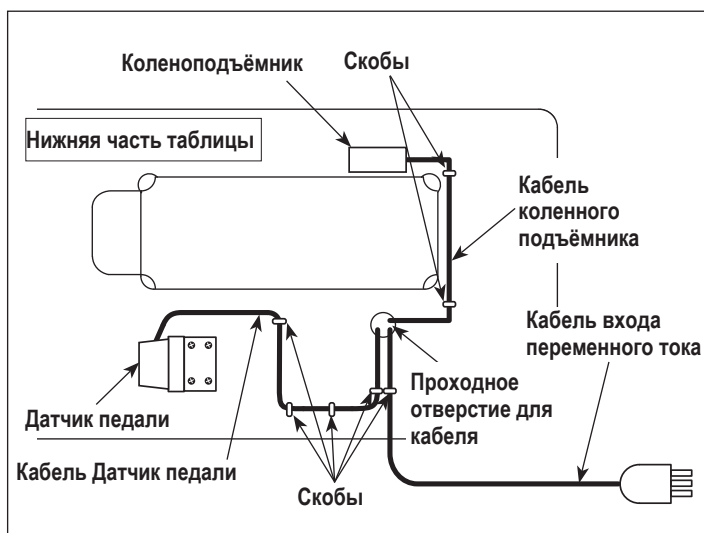 Коленоподъёмник
Скобы
Нижняя часть таблицы
Кабель
коленного
подъёмника
Кабель входа
переменного тока
Проходное
отверстие для
кабеля
Датчик педали
Кабель Датчик педали
Скобы